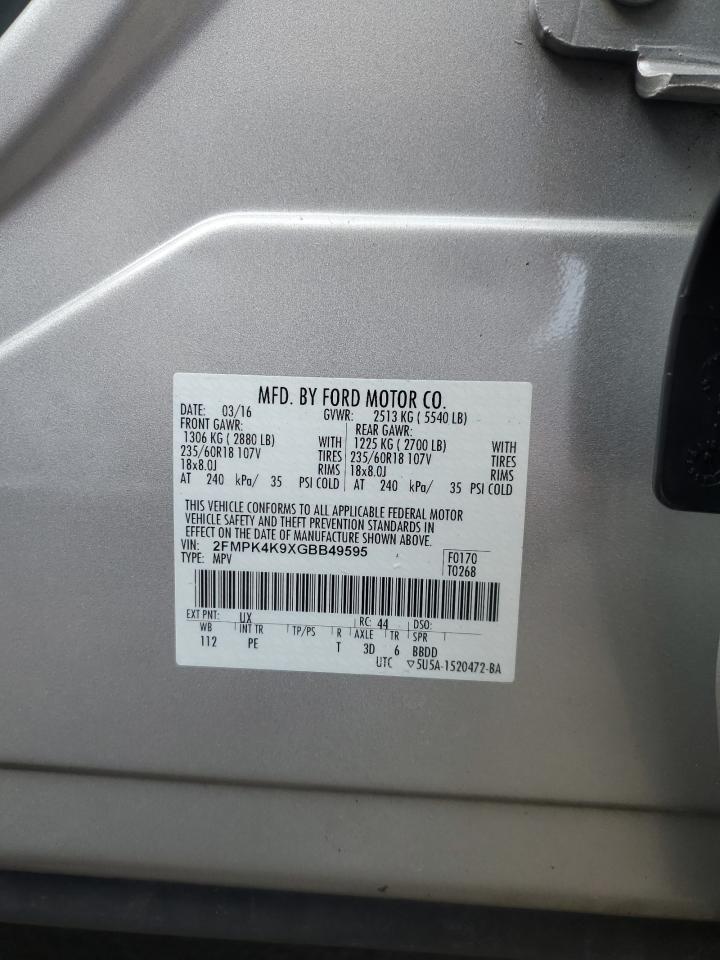 MFD. BY FORD MOTOR CO.
DATE: 03/16 GVWR: 2513 KG ( 5540 LB)
FRONT GAWR: REAR GAWR:
1306 KG ( 2880 LB) WITH 1225 KG ( 2700 LB) WITH
235/60R18 107V TIRES 235/60R18 107V TIRES
18x8.0J RIMS 18x8.0J RIMS
AT 240 kPa/ 35 PSI COLD AT 240 kPa/ 35 PSI COLD
THIS VEHICLE CONFORMS TO ALL APPLICABLE FEDERAL MOTOR
VEHICLE SAFETY AND THEFT PREVENTION STANDARDS IN
EFFECT ON THE DATE OF MANUFACTURE SHOWN ABOVE.
VIN: 2FMPK4K9XGBB49595 F0170
TYPE: MPV T0268
EXT PNT: UX RC: 44 DSO:
WB INT TR TP/PS R AXLE TR SPR
112 PE T 3D 6 BBDD
UTC ▽5U5A-1520472-BA